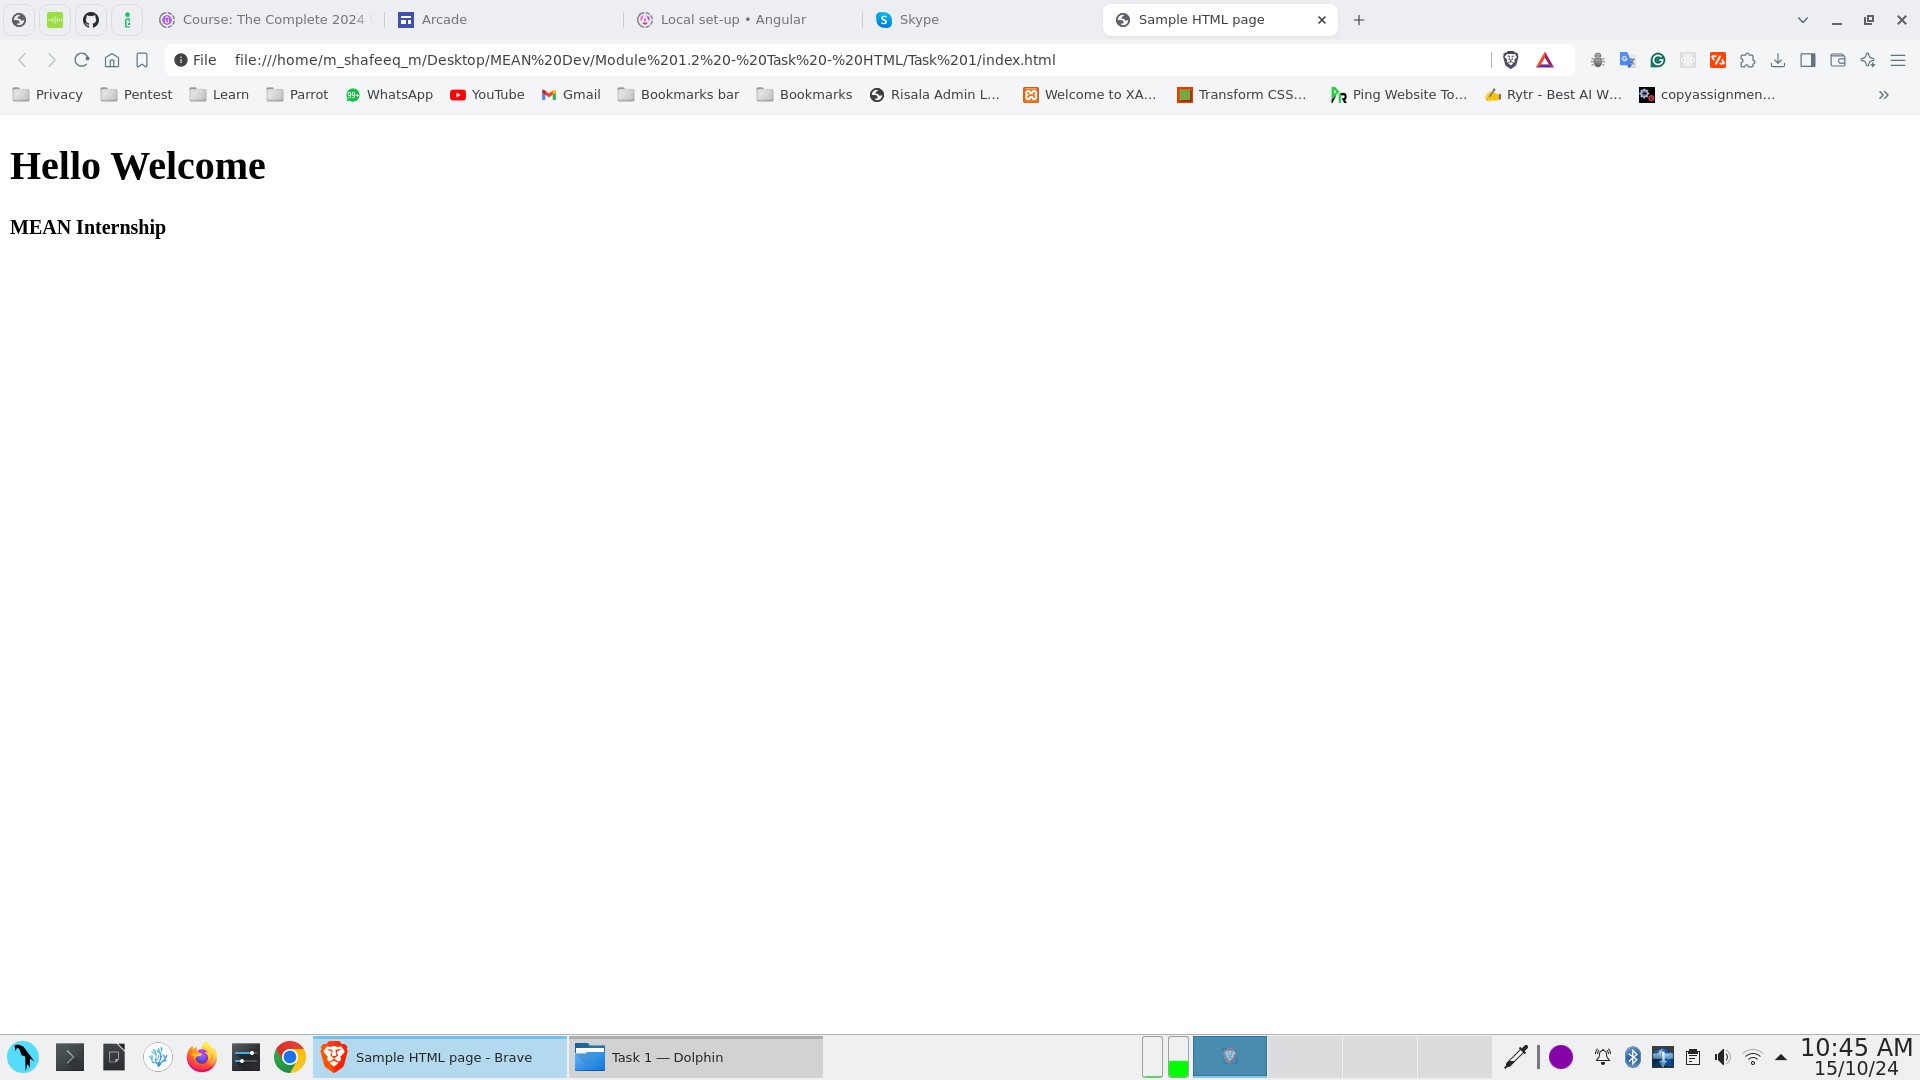 Course: The Complete 2024
Arcade
Local set-up • Angular
Skype
Sample HTML page
File
file:///home/m_shafeeq_m/Desktop/MEAN%20Dev/Module%201.2%20-%20Task%20-%20HTML/Task%201/index.html
Privacy
Pentest
Learn
Parrot
WhatsApp
YouTube
Gmail
Bookmarks bar
Bookmarks
Risala Admin L...
Welcome to XA...
Transform CSS...
Ping Website To...
Rytr - Best AI W...
copyassignmen...
Hello Welcome
MEAN Internship
Sample HTML page - Brave
Task 1 — Dolphin
10:45 AM
15/10/24